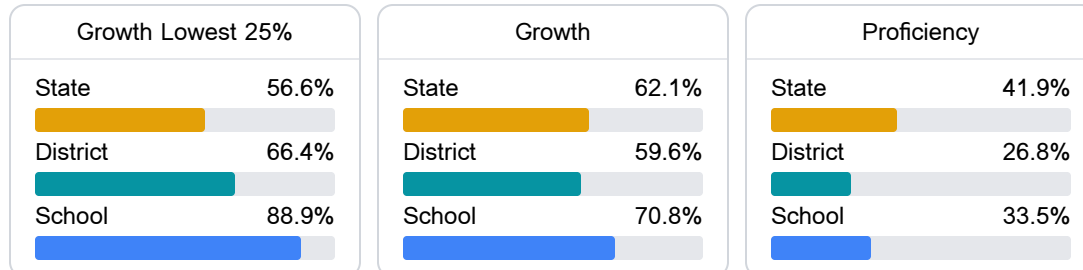 Growth Lowest 25%
State 56.6%
District 66.4%
School 88.9%
Growth
State 62.1%
District 59.6%
School 70.8%
Proficiency
State 41.9%
District 26.8%
School 33.5%